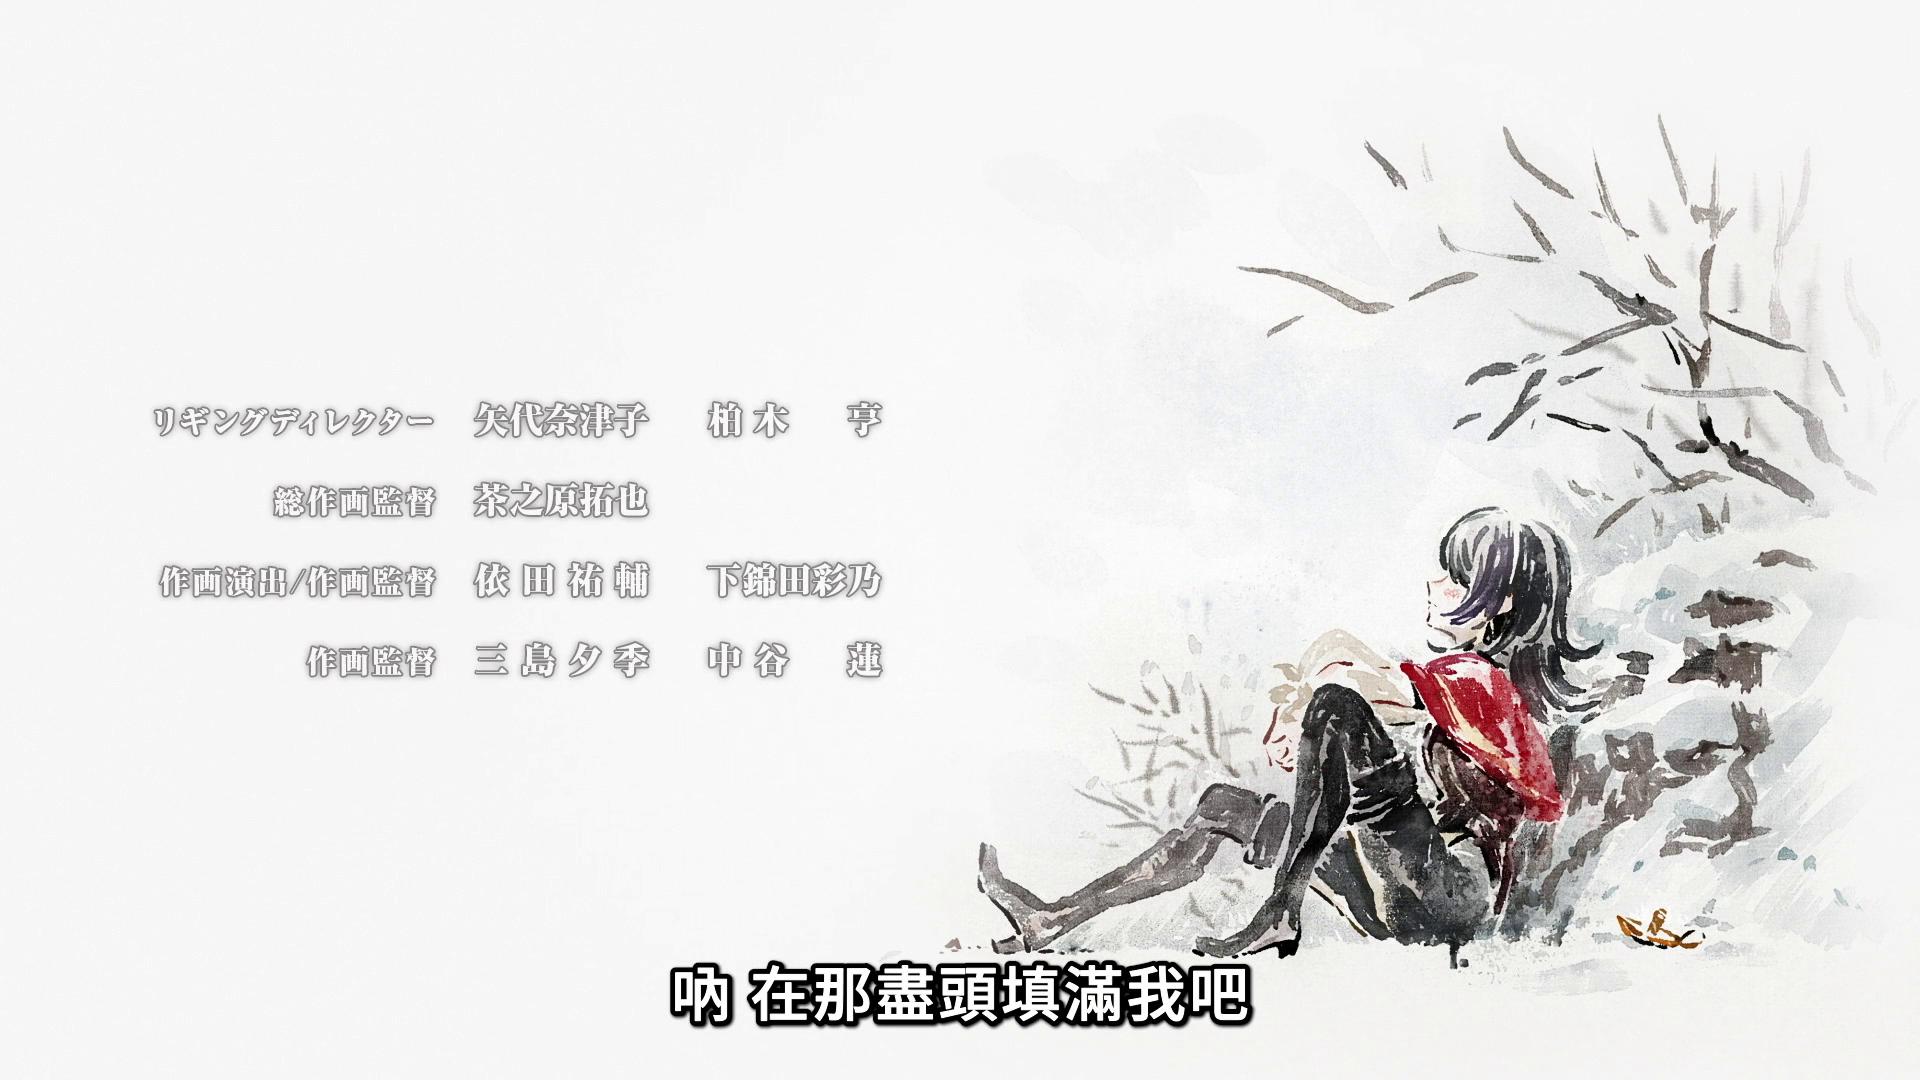 リギングディレクター 矢代奈津子 柏木 亨
総作画監督 茶之原拓也
作画演出/作画監督 依田祐輔 下錦田彩乃
作画監督 三島夕季 中谷 蓮
吶 在那盡頭填滿我吧